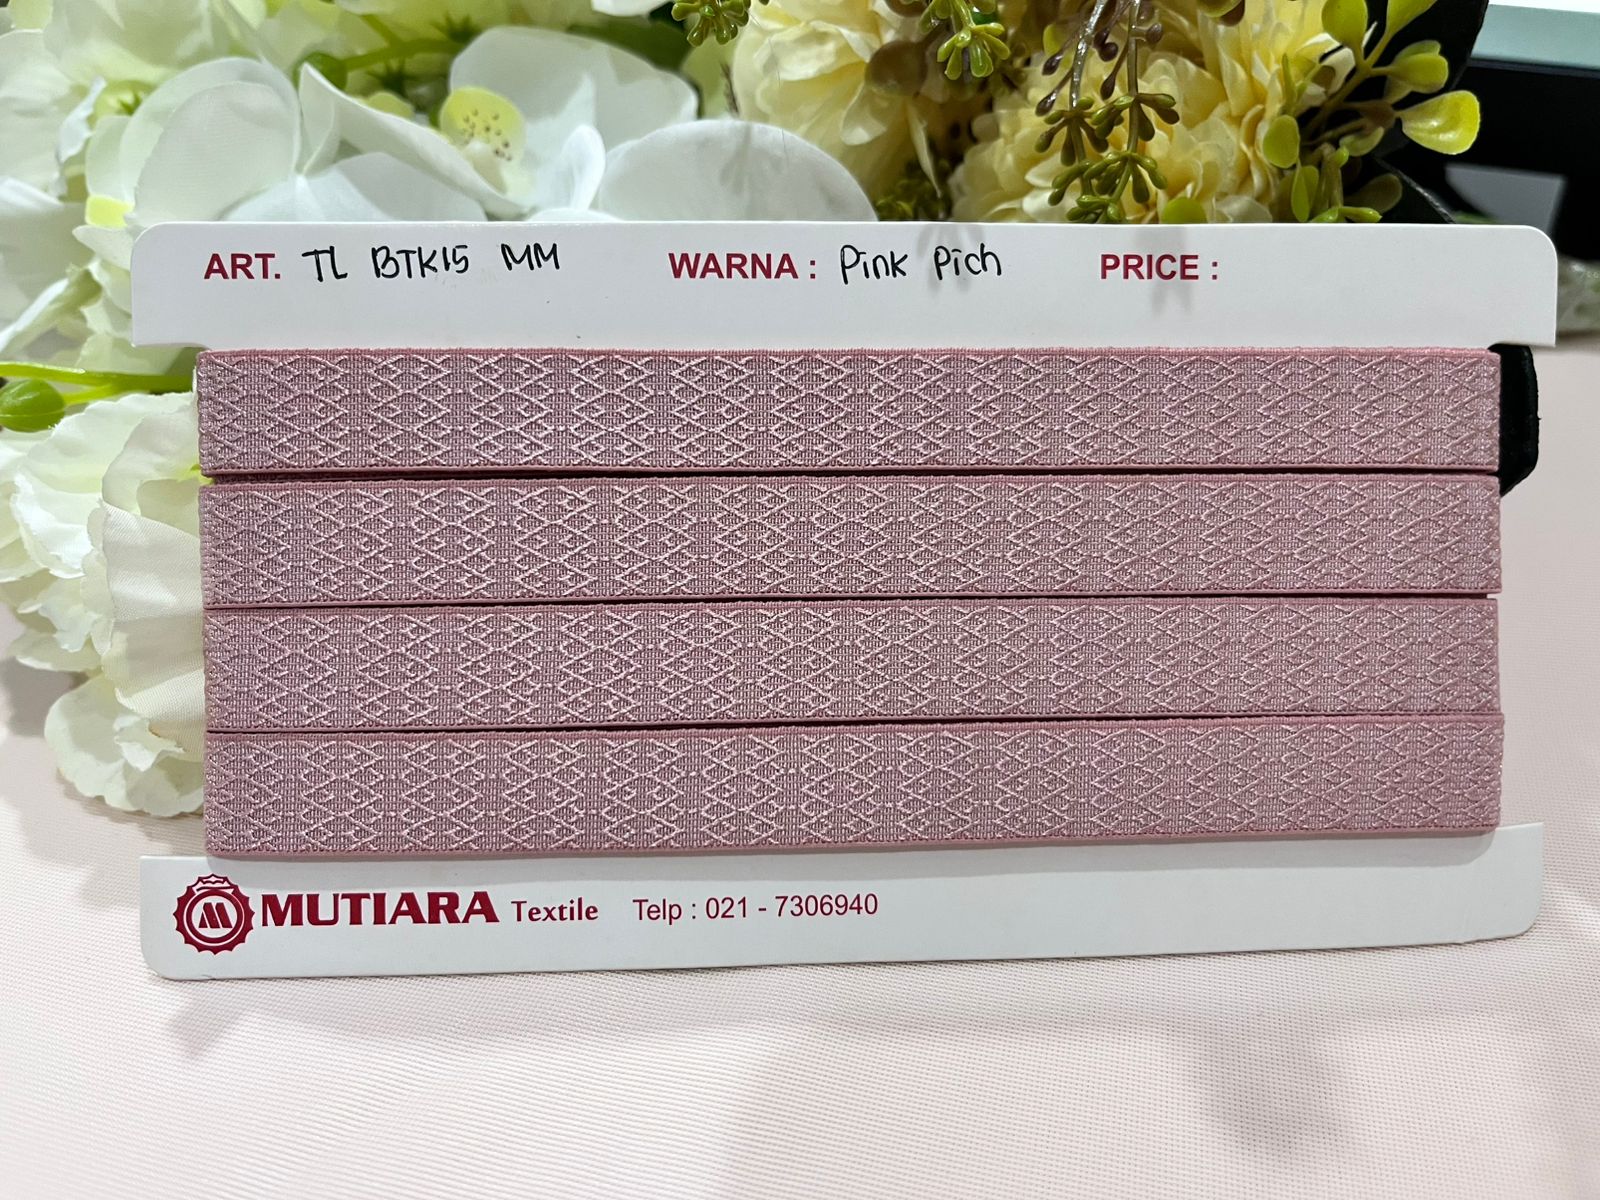 ART. TL BTK15 MM WARNA : Pink Pich PRICE :
MUTIARA Textile Telp : 021 - 7306940